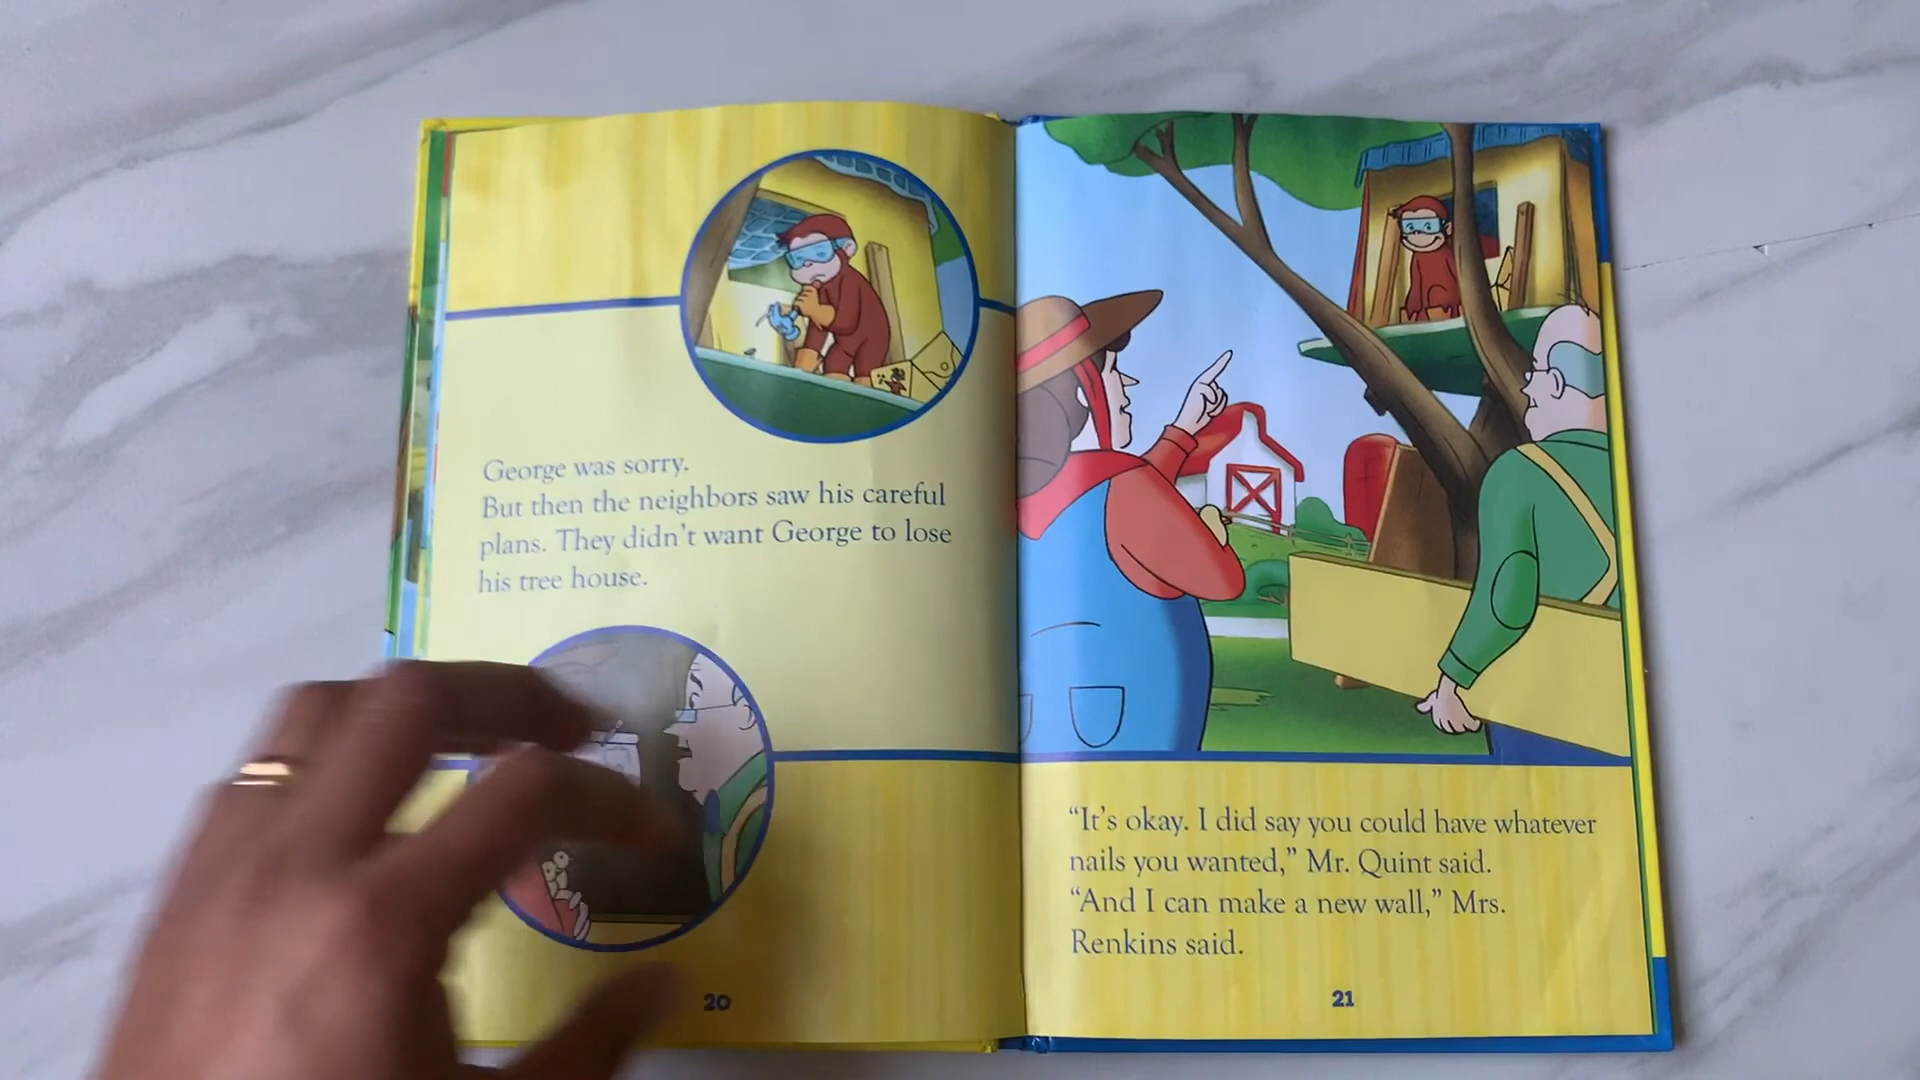 George was sorry.
But then the neighbors saw his careful
plans. They didn't want George to lose
his tree house.
20
“It's okay. I did say you could have whatever
nails you wanted,” Mr. Quint said.
“And I can make a new wall,” Mrs.
Renkins said.
21